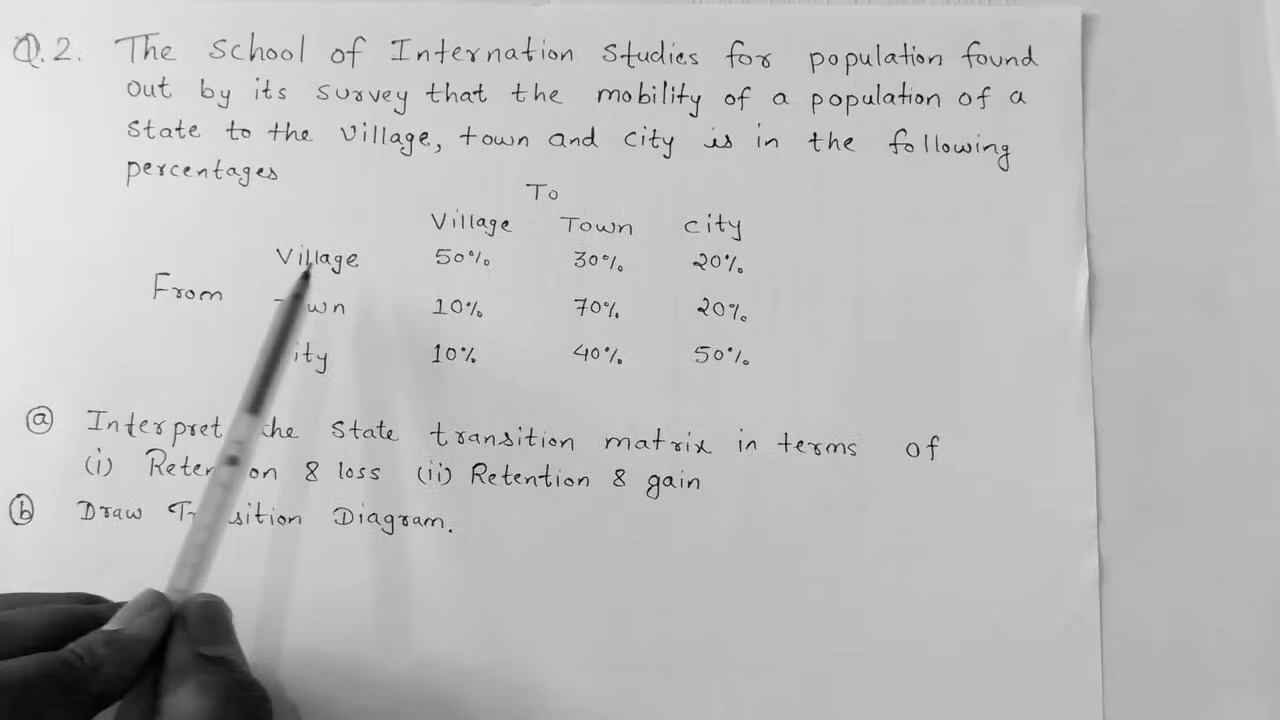 Q.2. The School of Internation Studies for population found
out by its survey that the mobility of a population of a
state to the village, town and city is in the following
percentages
To
Village Town city
Village 50% 30% 20%
From
10% 70% 20%
10% 40% 50%
(a) Interpret the state transition matrix in terms of
(i) & loss (ii) Retention & gain
(b) Draw Diagram.